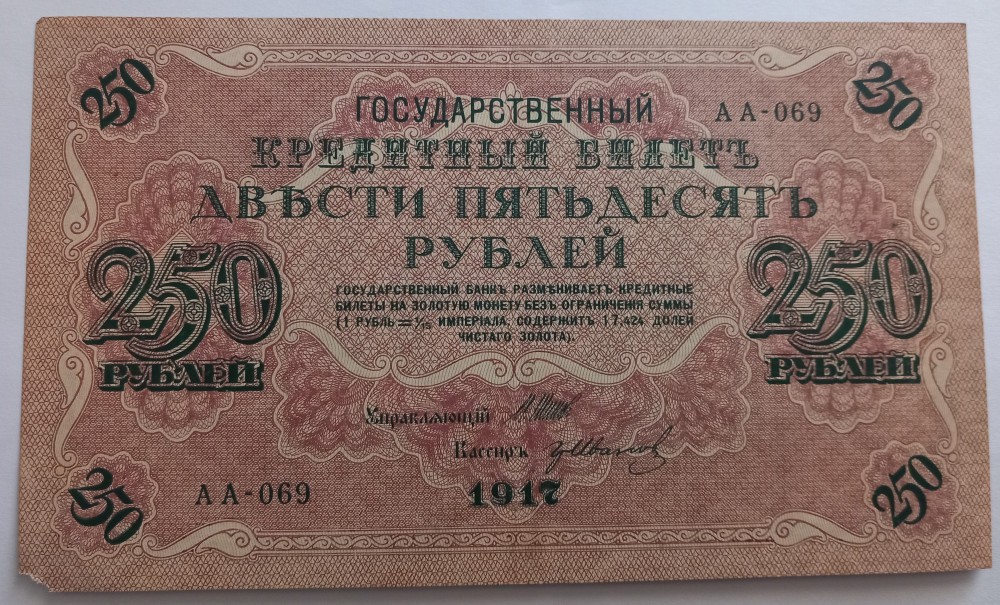 250 250
ГОСУДАРСТВЕННЫЙ АА-069
КРЕДИТНЫЙ БИЛЕТЪ
ДВѢСТИ ПЯТЬДЕСЯТЪ
РУБЛЕЙ
250 250
РУБЛЕЙ РУБЛЕЙ
ГОСУДАРСТВЕННЫЙ БАНКЪ РАЗМѢНИВАЕТЪ КРЕДИТНЫЕ
БИЛЕТЫ НА ЗОЛОТУЮ МОНЕТУ БЕЗЪ ОГРАНИЧЕНІЯ СУММЫ
(1 РУБЛЬ = 1/15 ИМПЕРІАЛА, СОДЕРЖИТЪ 17,424 ДОЛЕЙ
ЧИСТАГО ЗОЛОТА).
Управляющій
Кассиръ
АА-069 1917
250 250